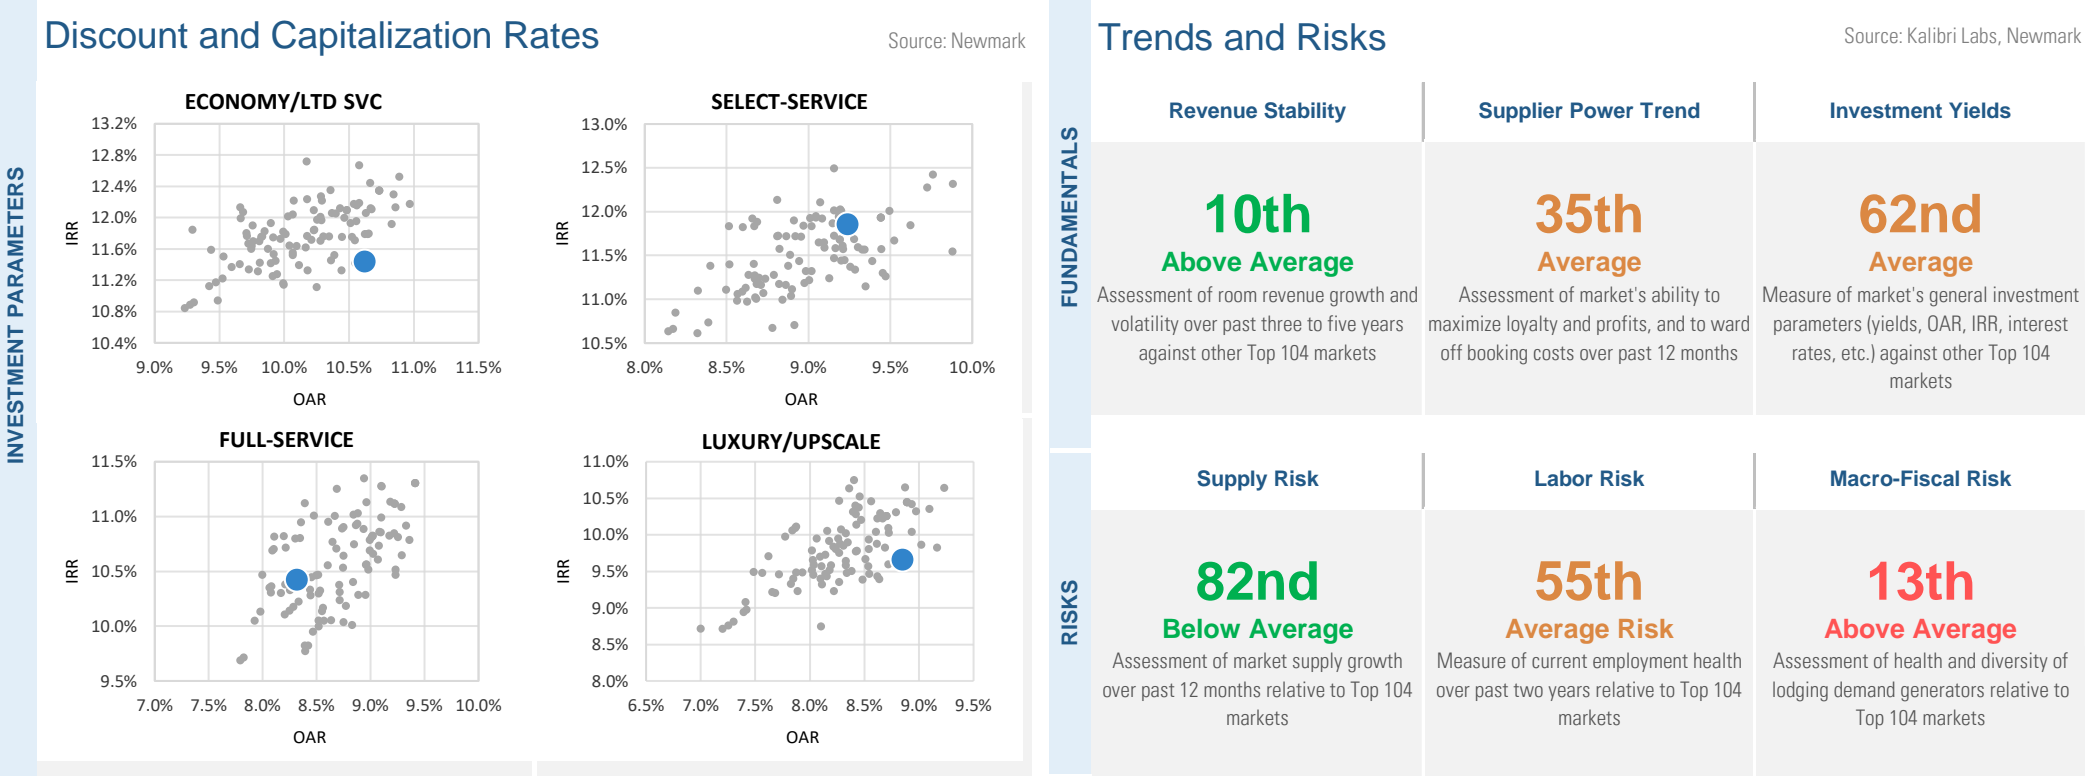 Discount and Capitalization Rates
Source: Newmark
INVESTMENT PARAMETERS
ECONOMY/LTD SVC
13.2%
12.8%
12.4%
12.0%
11.6%
11.2%
10.8%
10.4%
IRR
9.0% 9.5% 10.0% 10.5% 11.0% 11.5%
OAR
SELECT-SERVICE
13.0%
12.5%
12.0%
11.5%
11.0%
10.5%
IRR
8.0% 8.5% 9.0% 9.5% 10.0%
OAR
FULL-SERVICE
11.5%
11.0%
10.5%
10.0%
9.5%
IRR
7.0% 7.5% 8.0% 8.5% 9.0% 9.5% 10.0%
OAR
LUXURY/UPSCALE
11.0%
10.5%
10.0%
9.5%
9.0%
8.5%
8.0%
IRR
6.5% 7.0% 7.5% 8.0% 8.5% 9.0% 9.5%
OAR
Trends and Risks
Source: Kalibri Labs, Newmark
FUNDAMENTALS
Revenue Stability
10th
Above Average
Assessment of room revenue growth and
volatility over past three to five years
against other Top 104 markets
Supplier Power Trend
35th
Average
Assessment of market's ability to
maximize loyalty and profits, and to ward
off booking costs over past 12 months
Investment Yields
62nd
Average
Measure of market's general investment
parameters (yields, OAR, IRR, interest
rates, etc.) against other Top 104
markets
RISKS
Supply Risk
82nd
Below Average
Assessment of market supply growth
over past 12 months relative to Top 104
markets
Labor Risk
55th
Average Risk
Measure of current employment health
over past two years relative to Top 104
markets
Macro-Fiscal Risk
13th
Above Average
Assessment of health and diversity of
lodging demand generators relative to
Top 104 markets